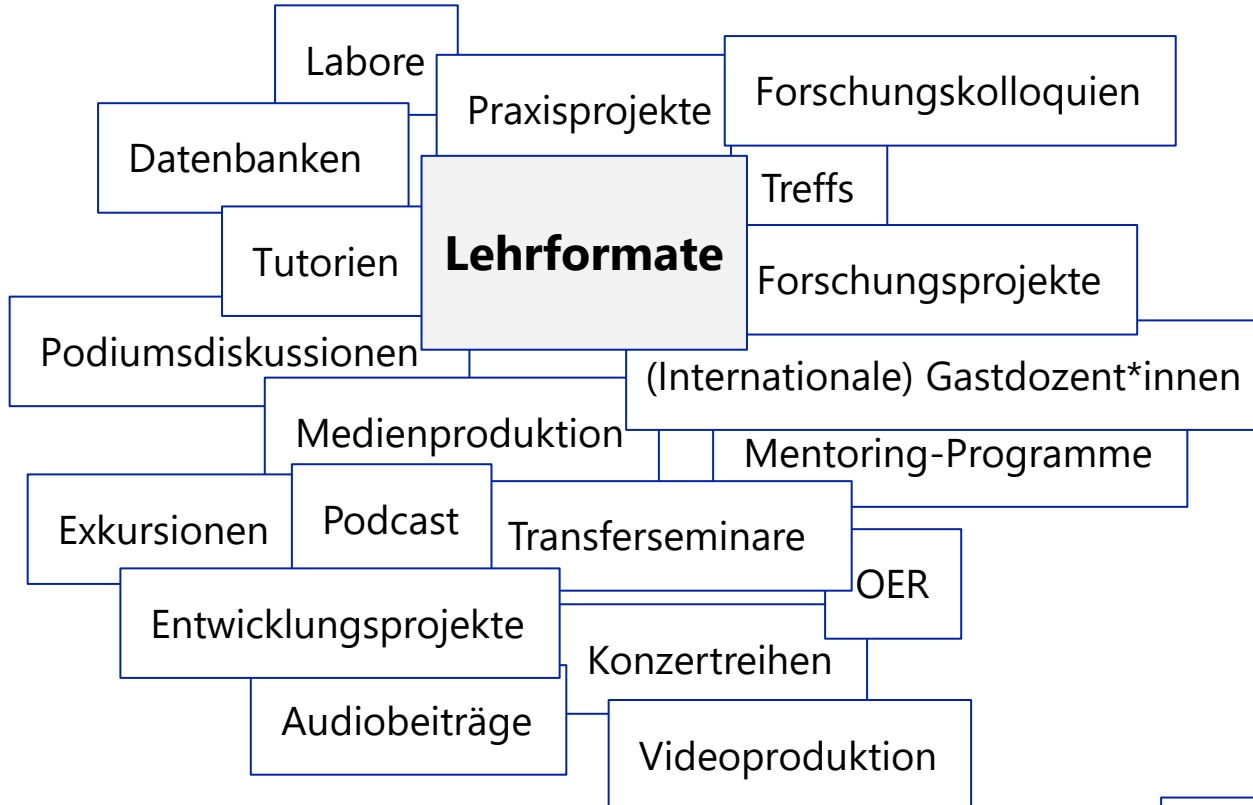 Labore
Praxisprojekte
Forschungskolloquien
Datenbanken
Treffs
Tutorien
Lehrformate
Forschungsprojekte
Podiumsdiskussionen
(Internationale) Gastdozent*innen
Medienproduktion
Mentoring-Programme
Exkursionen
Podcast
Transferseminare
OER
Entwicklungsprojekte
Konzertreihen
Audiobeiträge
Videoproduktion